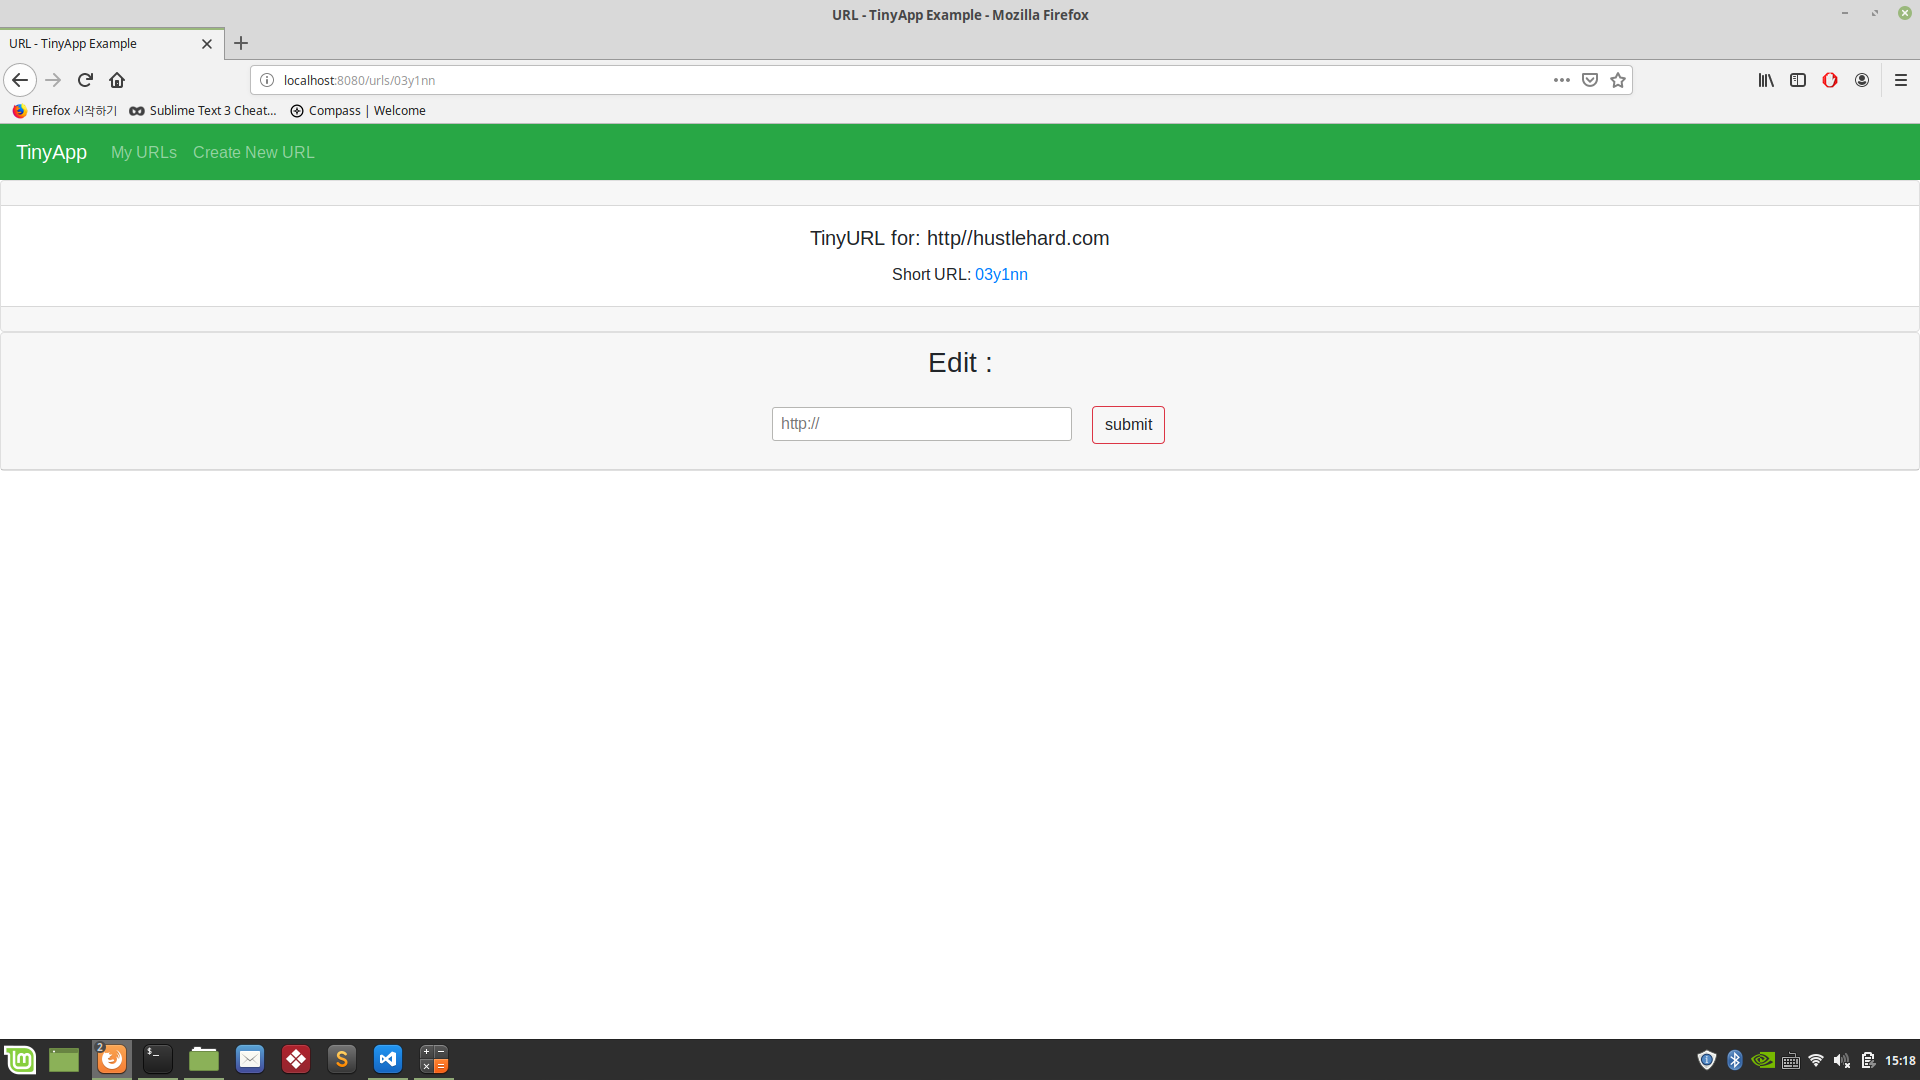 URL - TinyApp Example - Mozilla Firefox
URL - TinyApp Example
localhost:8080/urls/03y1nn
Firefox 시작하기 Sublime Text 3 Cheat... Compass | Welcome
TinyApp My URLs Create New URL
TinyURL for: http//hustlehard.com
Short URL: 03y1nn
Edit :
http://
submit
2
$_
S
15:18